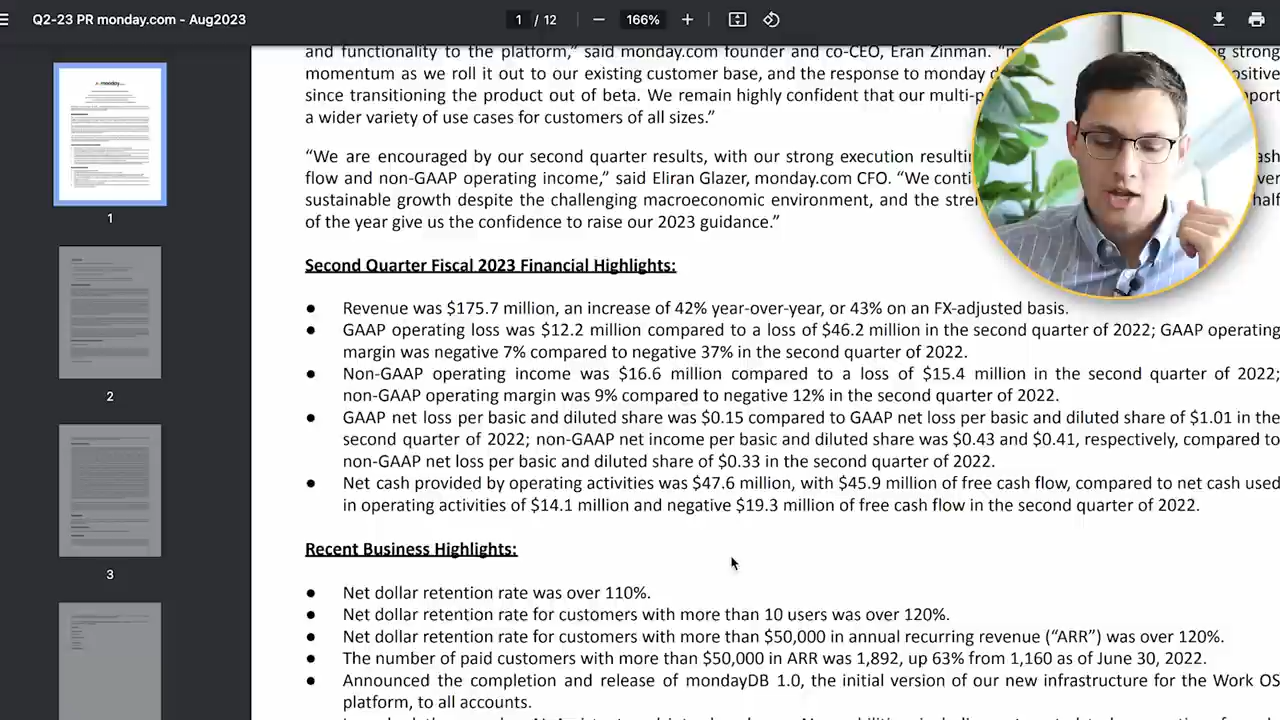 Q2-23 PR monday.com - Aug2023
1 / 12
166%
and functionality to the platform,” said monday.com founder and co-CEO, Eran Zinman. “m g strong
momentum as we roll it out to our existing customer base, and the response to monday d ositive
since transitioning the product out of beta. We remain highly confident that our multi-p pport
a wider variety of use cases for customers of all sizes.”
“We are encouraged by our second quarter results, with our strong execution resultin ash
flow and non-GAAP operating income,” said Eliran Glazer, monday.com CFO. “We conti ver
sustainable growth despite the challenging macroeconomic environment, and the stren half
of the year give us the confidence to raise our 2023 guidance.”
Second Quarter Fiscal 2023 Financial Highlights:
● Revenue was $175.7 million, an increase of 42% year-over-year, or 43% on an FX-adjusted basis.
● GAAP operating loss was $12.2 million compared to a loss of $46.2 million in the second quarter of 2022; GAAP operating
margin was negative 7% compared to negative 37% in the second quarter of 2022.
● Non-GAAP operating income was $16.6 million compared to a loss of $15.4 million in the second quarter of 2022;
non-GAAP operating margin was 9% compared to negative 12% in the second quarter of 2022.
● GAAP net loss per basic and diluted share was $0.15 compared to GAAP net loss per basic and diluted share of $1.01 in the
second quarter of 2022; non-GAAP net income per basic and diluted share was $0.43 and $0.41, respectively, compared to
non-GAAP net loss per basic and diluted share of $0.33 in the second quarter of 2022.
● Net cash provided by operating activities was $47.6 million, with $45.9 million of free cash flow, compared to net cash used
in operating activities of $14.1 million and negative $19.3 million of free cash flow in the second quarter of 2022.
Recent Business Highlights:
● Net dollar retention rate was over 110%.
● Net dollar retention rate for customers with more than 10 users was over 120%.
● Net dollar retention rate for customers with more than $50,000 in annual recurring revenue (“ARR”) was over 120%.
● The number of paid customers with more than $50,000 in ARR was 1,892, up 63% from 1,160 as of June 30, 2022.
● Announced the completion and release of mondayDB 1.0, the initial version of our new infrastructure for the Work OS
platform, to all accounts.
1
2
3